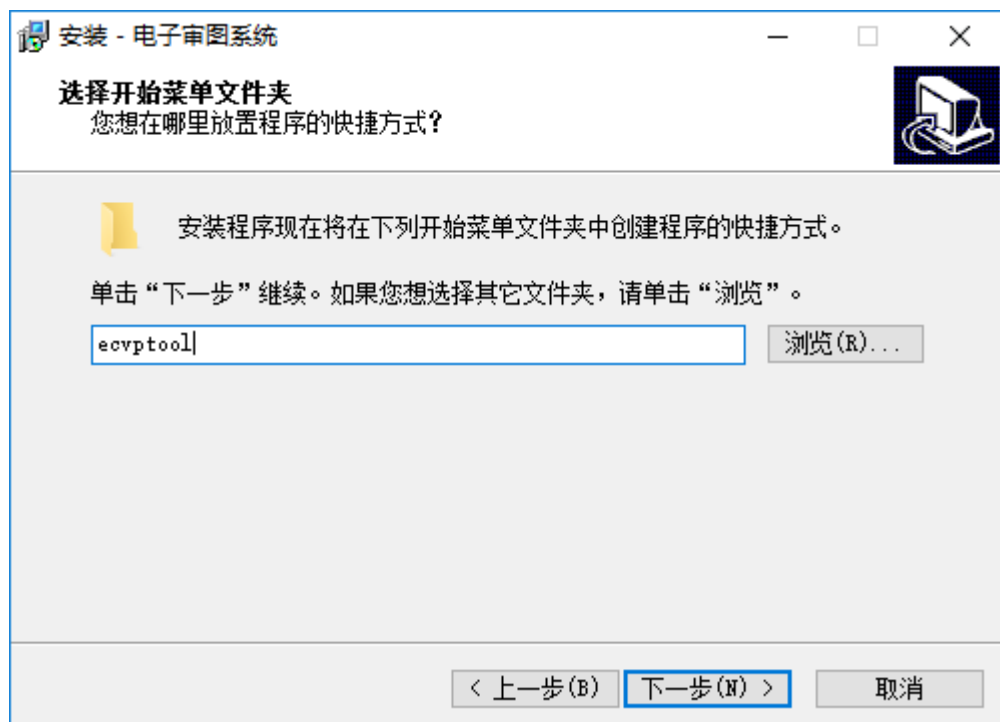 安装 - 电子审图系统
选择开始菜单文件夹
您想在哪里放置程序的快捷方式？
安装程序现在将在下列开始菜单文件夹中创建程序的快捷方式。
单击“下一步”继续。如果您想选择其它文件夹，请单击“浏览”。
ecvptool
浏览(R)...
< 上一步(B)
下一步(N) >
取消